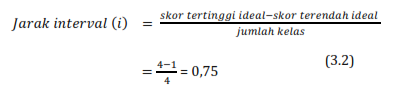 Jarak interval (i) = skor tertinggi ideal−skor terendah ideal / jumlah kelas
= 4−1 / 4 = 0,75 (3.2)